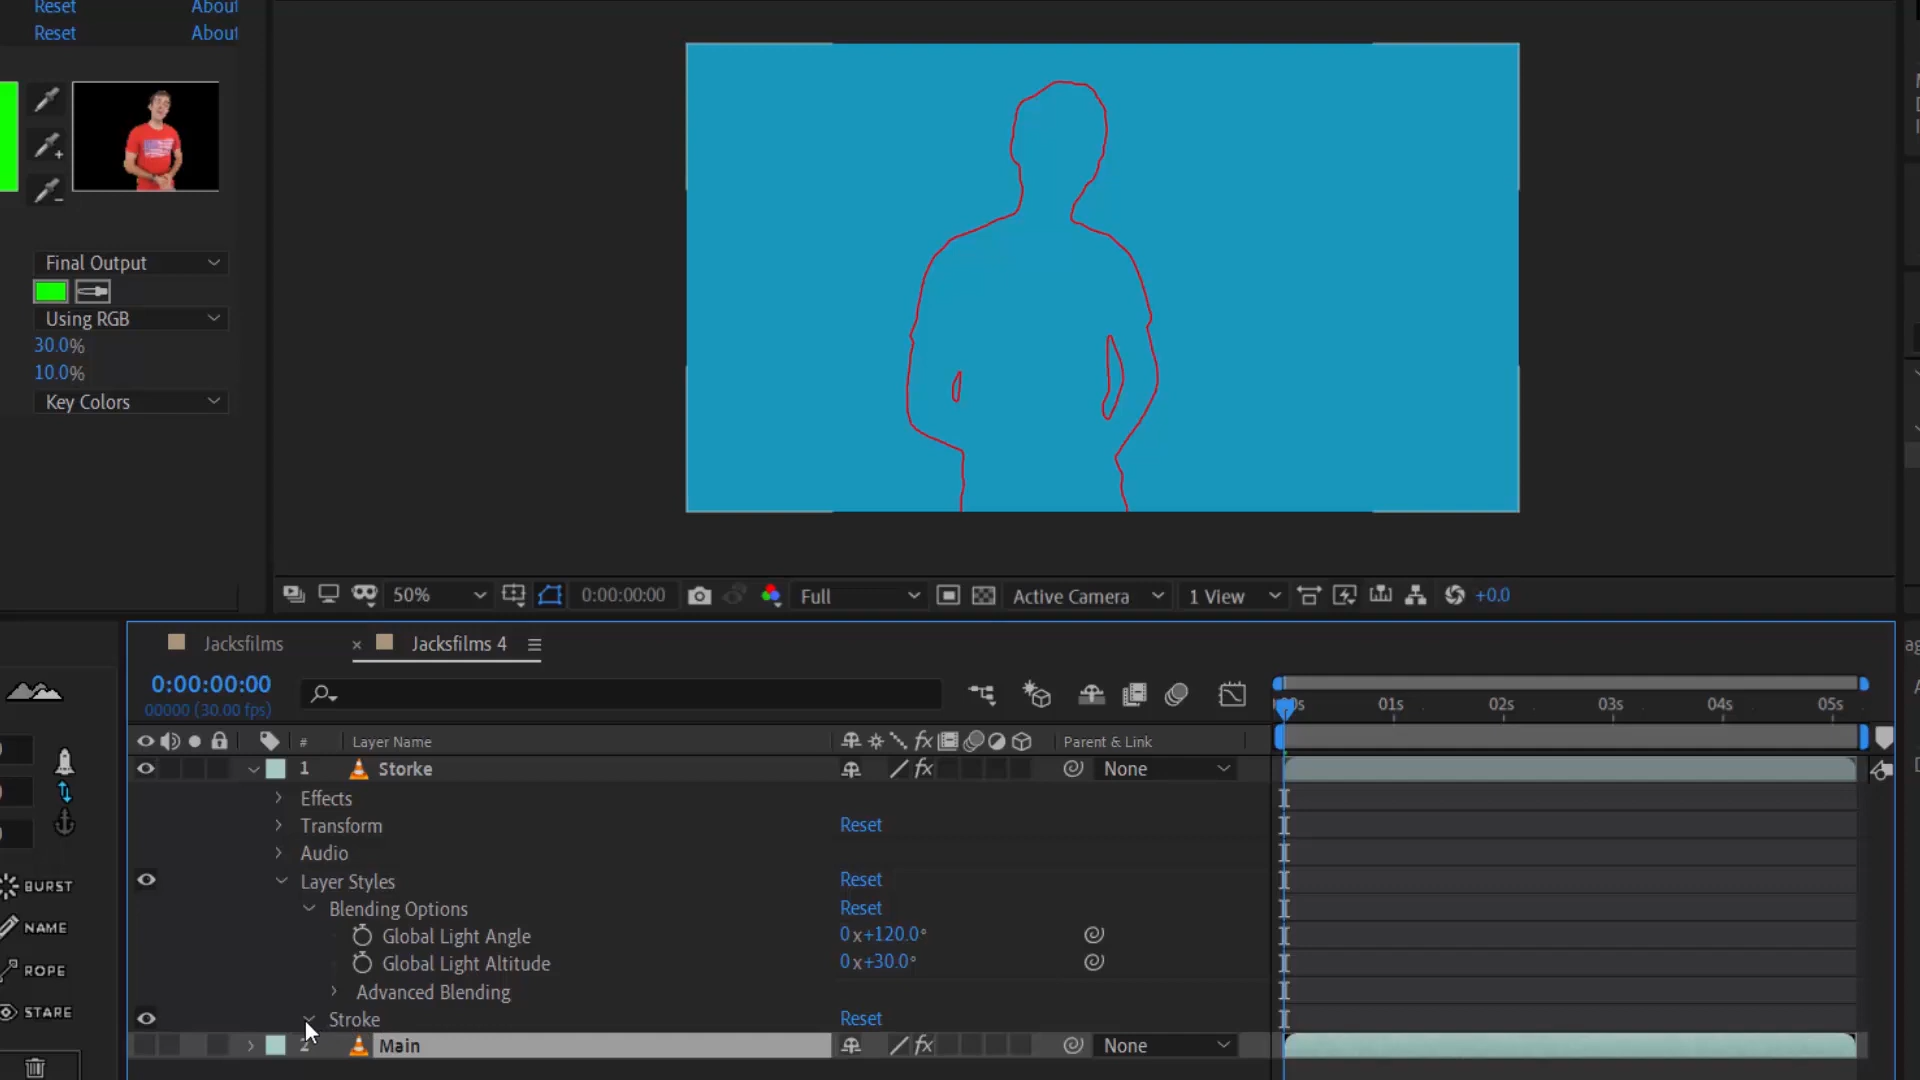 Reset About
Reset About
Final Output
Using RGB
30.0%
10.0%
Key Colors
50%
0:00:00:00
Full
Active Camera
1 View
+0.0
Jacksfilms
× Jacksfilms 4
0:00:00:00
00000 (30.00 fps)
01s 02s 03s 04s 05s
# Layer Name fx Parent & Link
1 Storke fx None
Effects
Transform Reset
Audio
Layer Styles Reset
Blending Options Reset
Global Light Angle 0x+120.0°
Global Light Altitude 0x+30.0°
Advanced Blending
Stroke Reset
2 Main fx None
BURST
NAME
ROPE
STARE